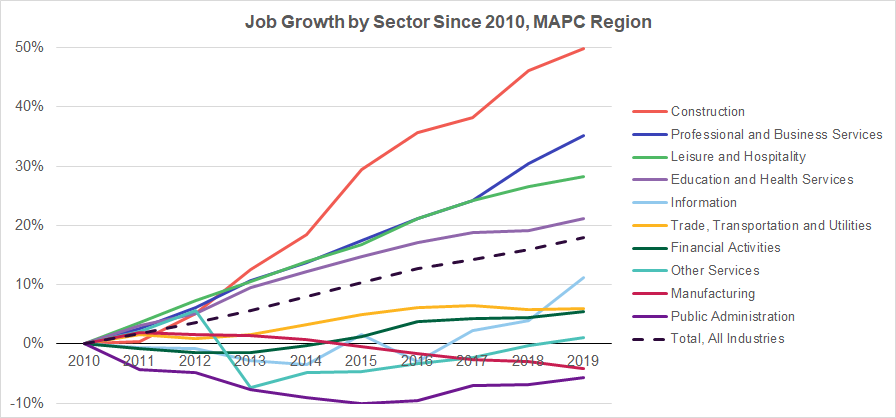 Job Growth by Sector Since 2010, MAPC Region
50%
40%
30%
20%
10%
0%
-10%
2010 2011 2012 2013 2014 2015 2016 2017 2018 2019
Construction
Professional and Business Services
Leisure and Hospitality
Education and Health Services
Information
Trade, Transportation and Utilities
Financial Activities
Other Services
Manufacturing
Public Administration
Total, All Industries